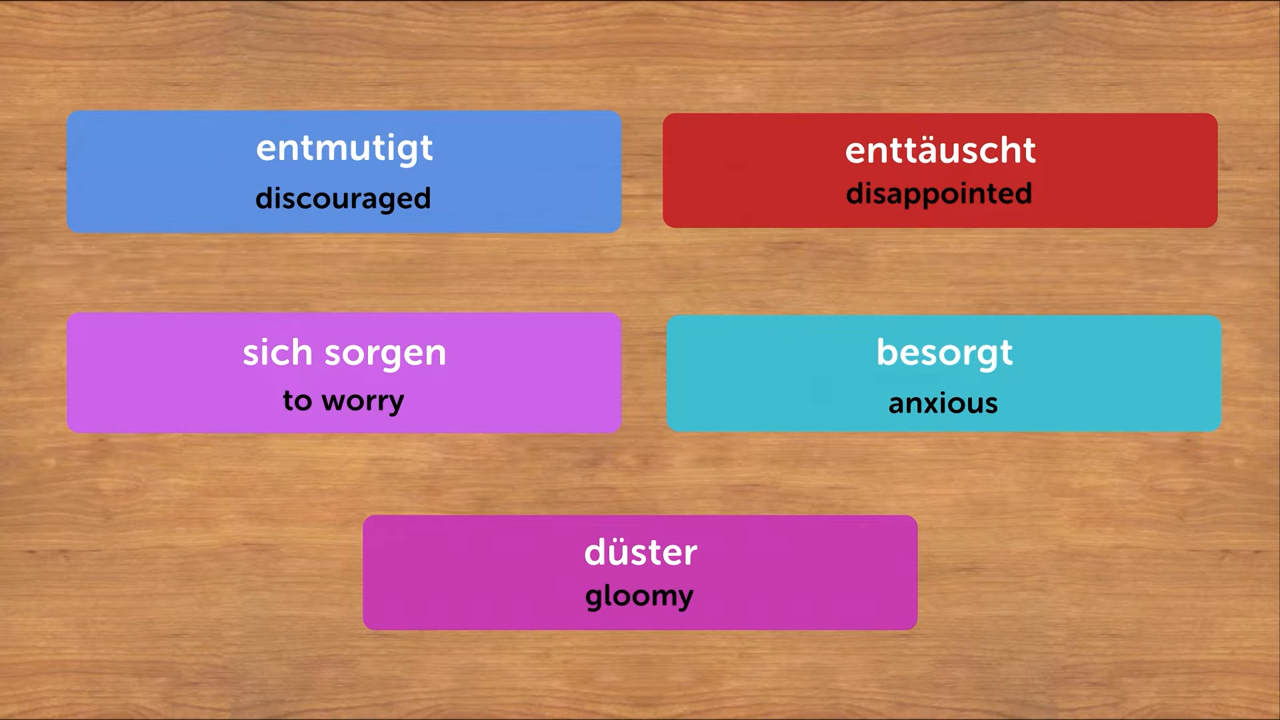 entmutigt
discouraged
enttäuscht
disappointed
sich sorgen
to worry
besorgt
anxious
düster
gloomy